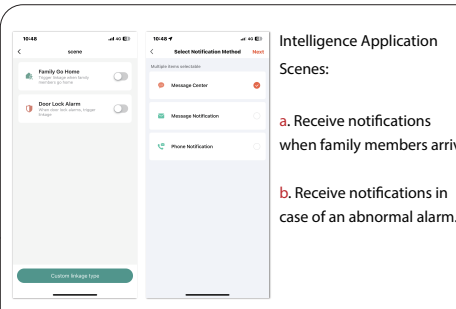 10:48
4G
scene
Family Go Home
Trigger linkage when family
members go home
Door Lock Alarm
When door lock alarms, trigger
linkage
Custom linkage type
10:48
4G
Select Notification Method
Next
Multiple items selectable
Message Center
Message Notification
Phone Notification
Intelligence Application
Scenes:
a. Receive notifications
when family members arriv
b. Receive notifications in
case of an abnormal alarm.